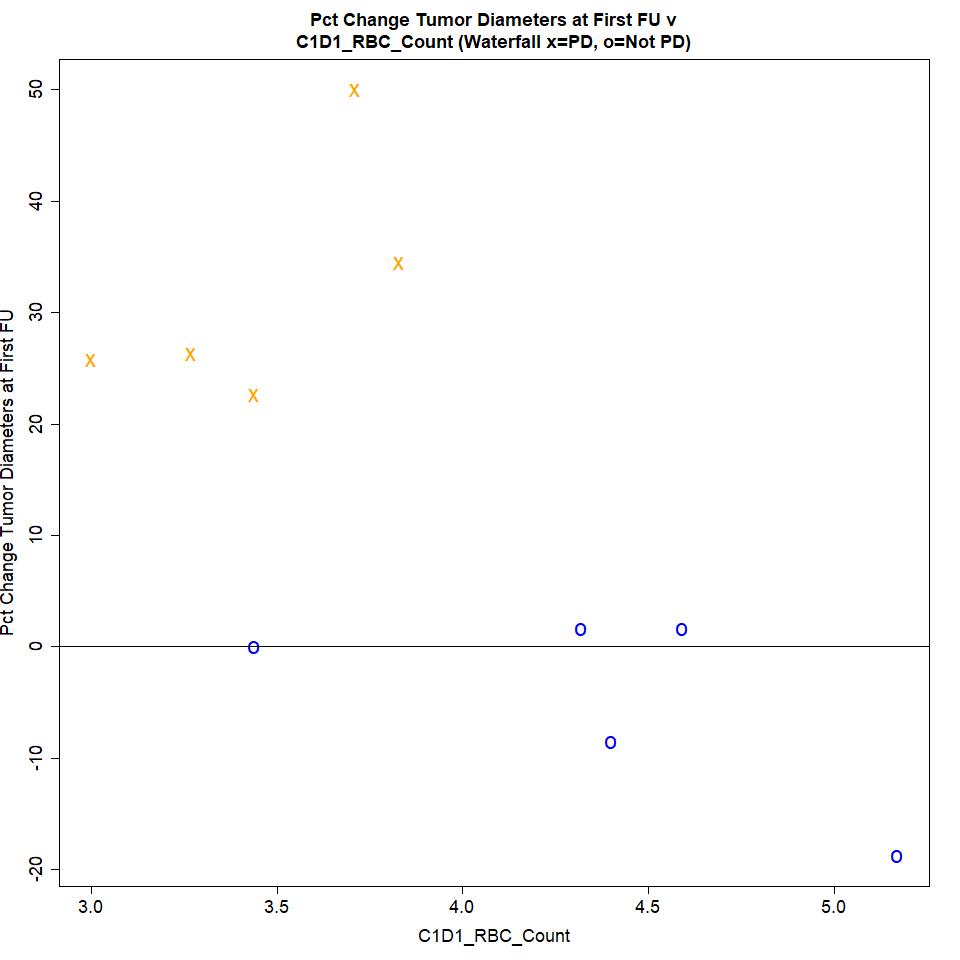 Pct Change Tumor Diameters at First FU v
C1D1_RBC_Count (Waterfall x=PD, o=Not PD)
Pct Change Tumor Diameters at First FU
50
40
30
20
10
0
-10
-20
X
X
X
X
X
O
O
O
O
O
3.0
3.5
4.0
4.5
5.0
C1D1_RBC_Count